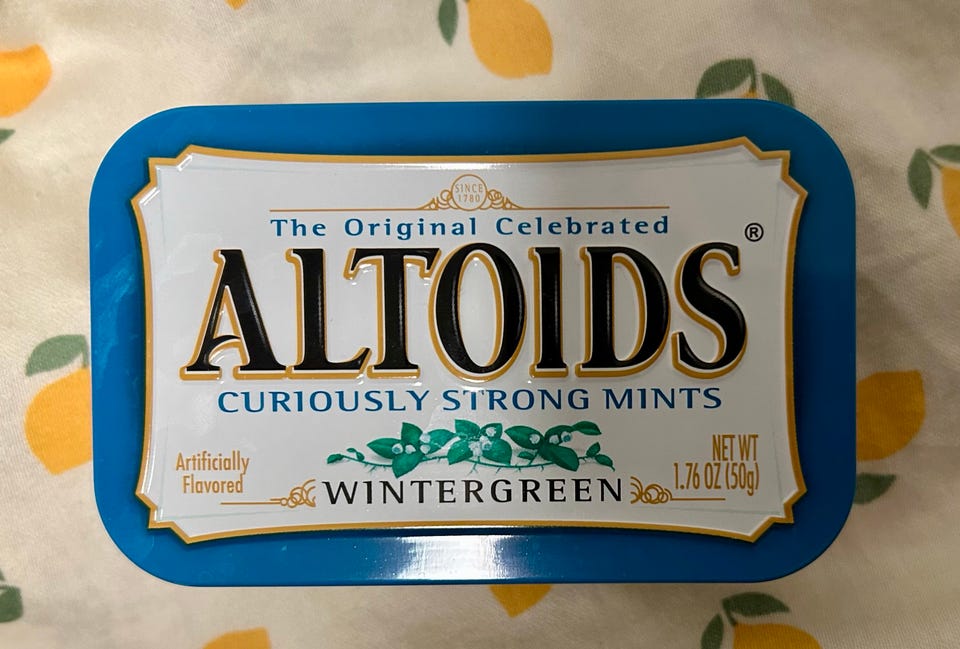 SINCE
1780
The Original Celebrated
ALTOIDS®
CURIOUSLY STRONG MINTS
Artificially
Flavored
WINTERGREEN
NET WT
1.76 OZ (50g)